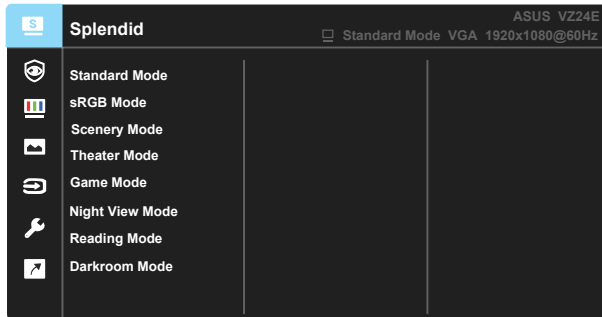 S
Splendid
ASUS VZ24E
Standard Mode VGA 1920x1080@60Hz
Standard Mode
sRGB Mode
Scenery Mode
Theater Mode
Game Mode
Night View Mode
Reading Mode
Darkroom Mode